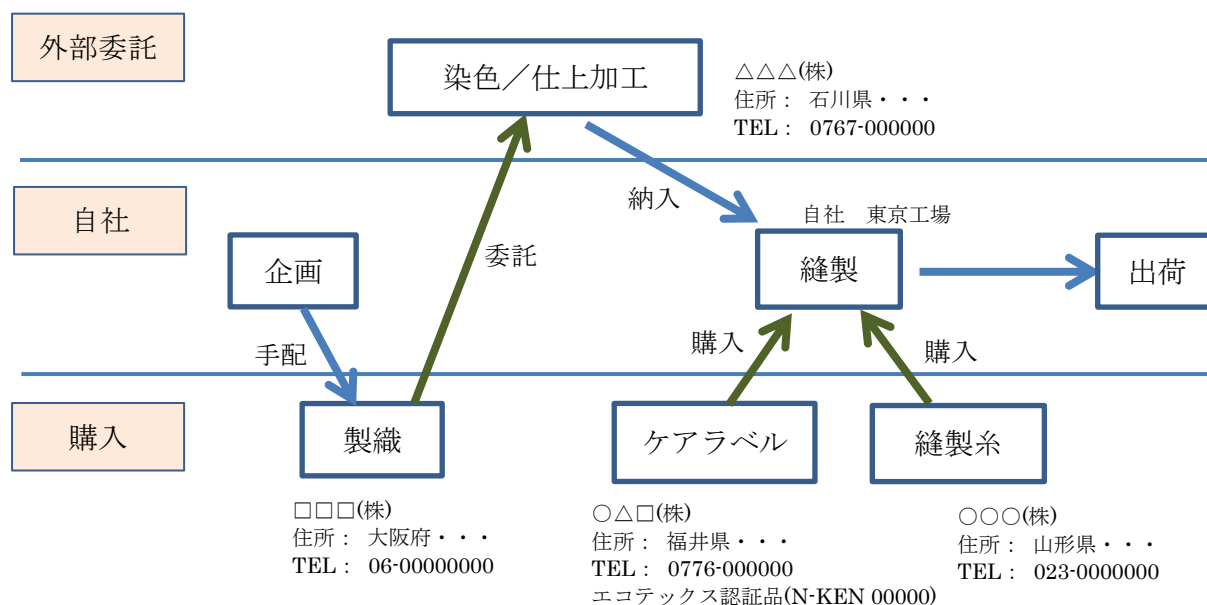 外部委託
染色／仕上加工
△△△(株)
住所： 石川県・・・
TEL： 0767-000000
自社
納入
自社　東京工場
企画
委託
縫製
出荷
手配
購入
購入
購入
製織
ケアラベル
縫製糸
□□□(株)
住所： 大阪府・・・
TEL： 06-00000000
○△□(株)
住所： 福井県・・・
TEL： 0776-000000
エコテックス認証品(N-KEN 00000)
○○○(株)
住所： 山形県・・・
TEL： 023-0000000